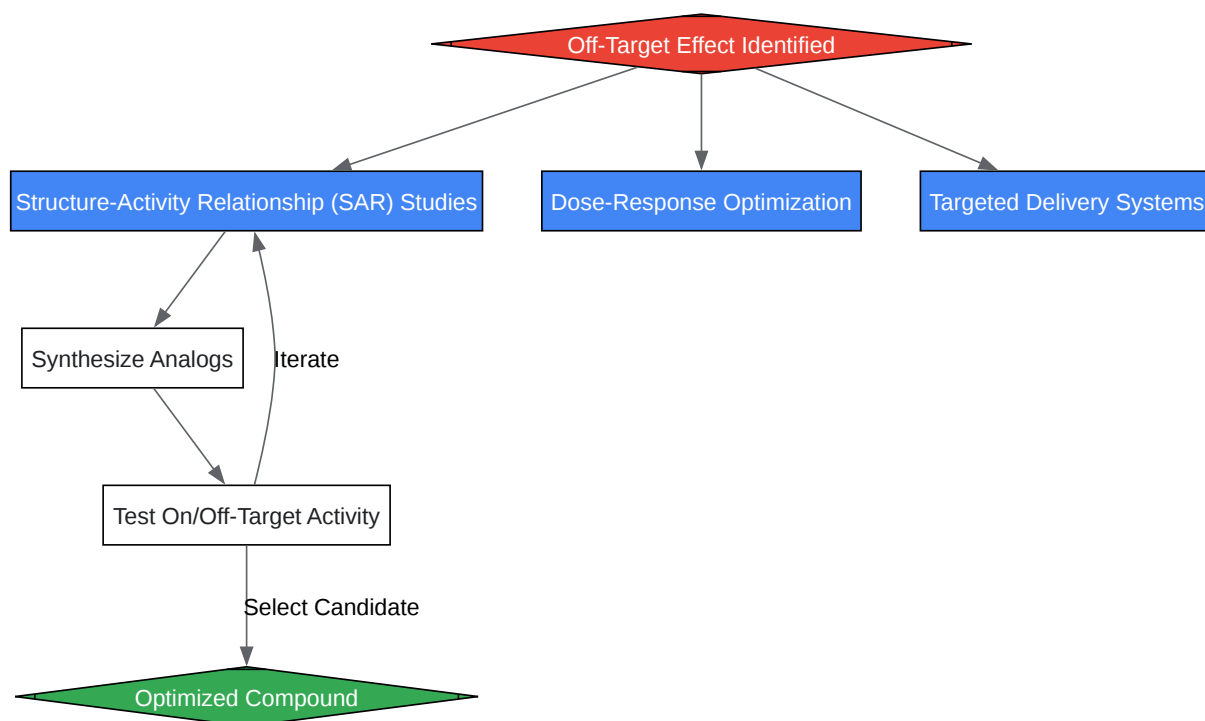 Off-Target Effect Identified
Structure-Activity Relationship (SAR) Studies
Dose-Response Optimization
Targeted Delivery Systems
Synthesize Analogs
Iterate
Test On/Off-Target Activity
Select Candidate
Optimized Compound